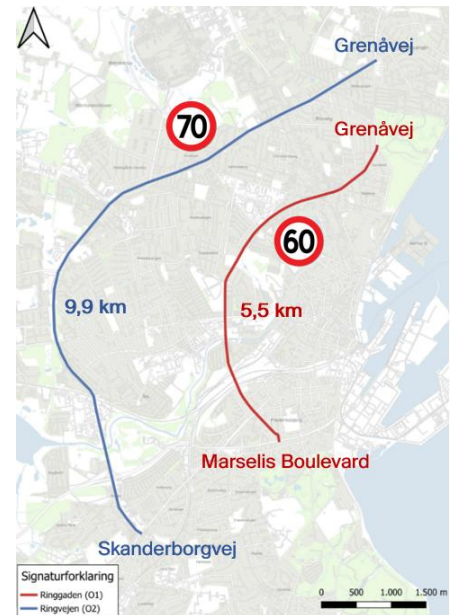 Grenåvej
Grenåvej
70
60
9,9 km
5,5 km
Marselis Boulevard
Skanderborgvej
Signaturforklaring
Ringgaden (O1)
Ringvejen (O2)
0 500 1.000 1.500 m